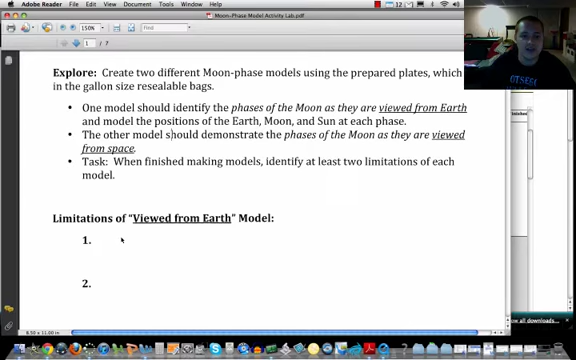 Adobe Reader File Edit View Document Tools Window Help
Moon-Phase Model Activity Lab.pdf
150%
Find
1 / 7
Explore: Create two different Moon-phase models using the prepared plates, which
in the gallon size resealable bags.
• One model should identify the phases of the Moon as they are viewed from Earth
and model the positions of the Earth, Moon, and Sun at each phase.
• The other model should demonstrate the phases of the Moon as they are viewed
from space.
• Task: When finished making models, identify at least two limitations of each
model.
Limitations of “Viewed from Earth” Model:
1.
2.
8.50 x 11.00 in
OTSEGO
all downloads...